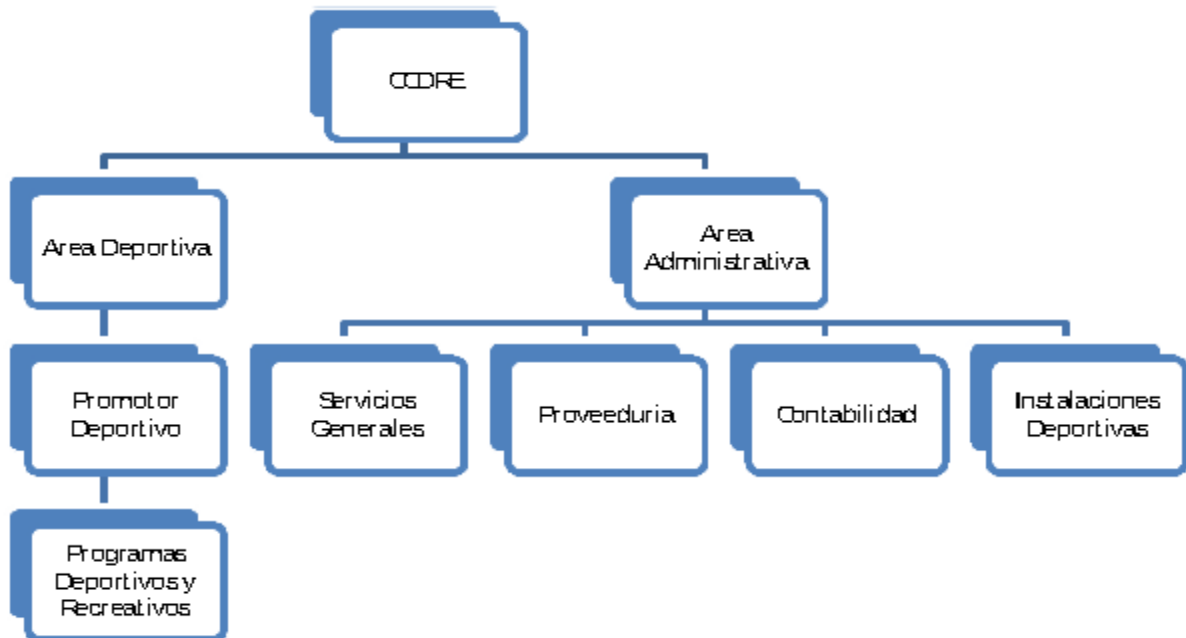 CCDRE
Area Deportiva
Area
Administrativa
Promotor
Deportivo
Servicios
Generales
Proveeduria
Contabilidad
Instalaciones
Deportivas
Programas
Deportivos y
Recreativos